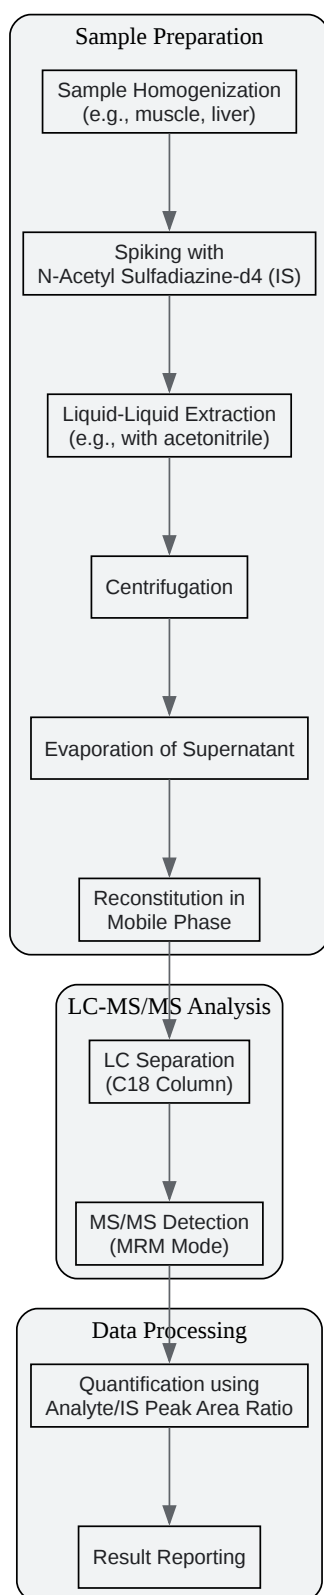 Sample Preparation
Sample Homogenization
(e.g., muscle, liver)
Spiking with
N-Acetyl Sulfadiazine-d4 (IS)
Liquid-Liquid Extraction
(e.g., with acetonitrile)
Centrifugation
Evaporation of Supernatant
Reconstitution in
Mobile Phase
LC-MS/MS Analysis
LC Separation
(C18 Column)
MS/MS Detection
(MRM Mode)
Data Processing
Quantification using
Analyte/IS Peak Area Ratio
Result Reporting